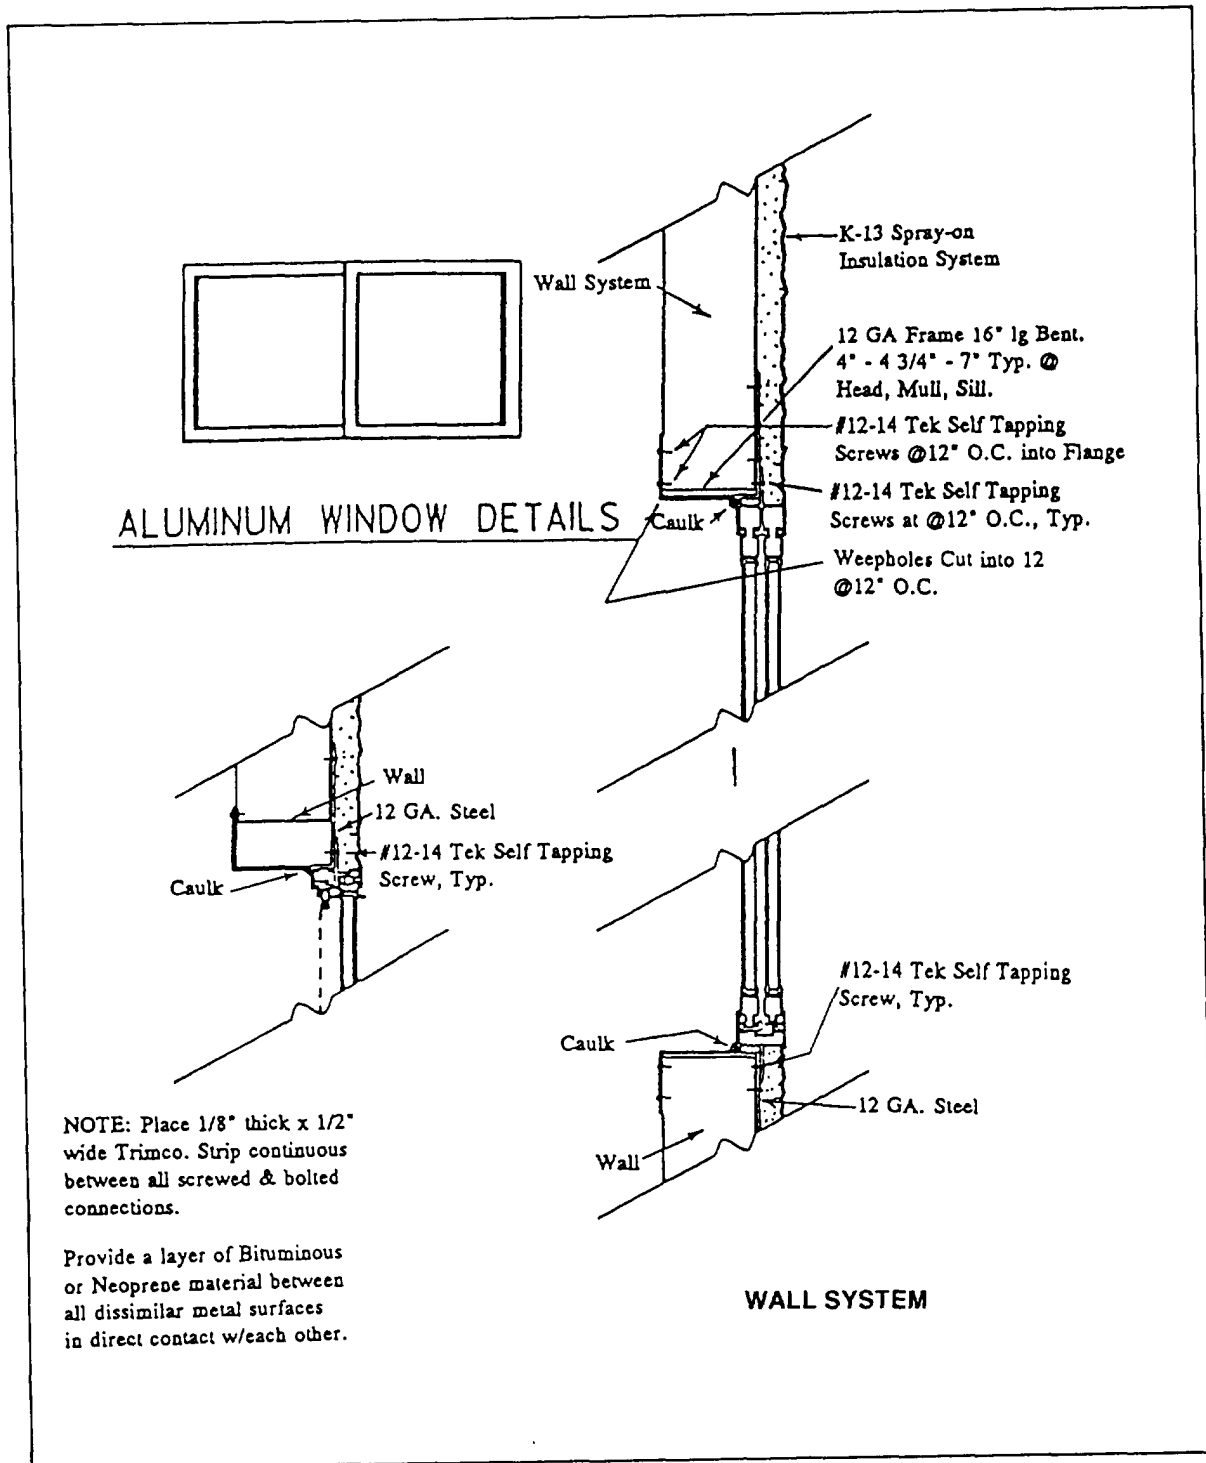 K-13 Spray-on
Insulation System
Wall System
12 GA Frame 16" lg Bent.
4" - 4 3/4" - 7" Typ. @
Head, Mull, Sill.
#12-14 Tek Self Tapping
Screws @12" O.C. into Flange
#12-14 Tek Self Tapping
Screws at @12" O.C., Typ.
ALUMINUM WINDOW DETAILS
Caulk
Weepholes Cut into 12
@12" O.C.
Wall
12 GA. Steel
#12-14 Tek Self Tapping
Screw, Typ.
Caulk
#12-14 Tek Self Tapping
Screw, Typ.
Caulk
12 GA. Steel
Wall
NOTE: Place 1/8" thick x 1/2"
wide Trimco. Strip continuous
between all screwed & bolted
connections.
Provide a layer of Bituminous
or Neoprene material between
all dissimilar metal surfaces
in direct contact w/each other.
WALL SYSTEM